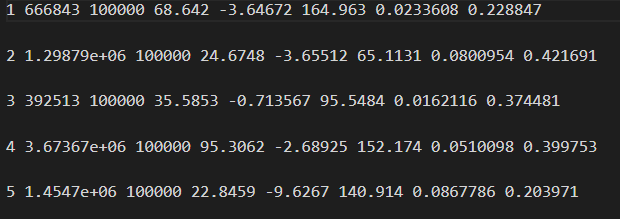 1 666843 100000 68.642 -3.64672 164.963 0.0233608 0.228847
2 1.29879e+06 100000 24.6748 -3.65512 65.1131 0.0800954 0.421691
3 392513 100000 35.5853 -0.713567 95.5484 0.0162116 0.374481
4 3.67367e+06 100000 95.3062 -2.68925 152.174 0.0510098 0.399753
5 1.4547e+06 100000 22.8459 -9.6267 140.914 0.0867786 0.203971